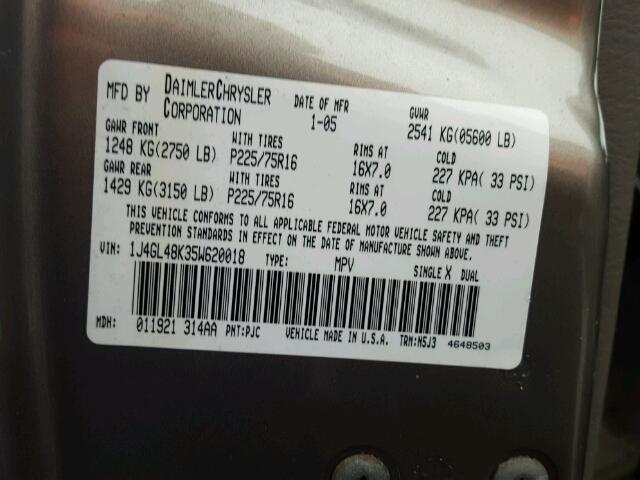 MFD BY DAIMLERCHRYSLER CORPORATION DATE OF MFR 1-05 GVWR 2541 KG(05600 LB)
GAWR FRONT WITH TIRES RIMS AT COLD
1248 KG(2750 LB) P225/75R16 16X7.0 227 KPA( 33 PSI)
GAWR REAR WITH TIRES RIMS AT COLD
1429 KG(3150 LB) P225/75R16 16X7.0 227 KPA( 33 PSI)
THIS VEHICLE CONFORMS TO ALL APPLICABLE FEDERAL MOTOR VEHICLE SAFETY AND THEFT
PREVENTION STANDARDS IN EFFECT ON THE DATE OF MANUFACTURE SHOWN ABOVE.
VIN: 1J4GL48K35W620018 TYPE: MPV SINGLE X DUAL
MDH: 011921 314AA PNT:PJC VEHICLE MADE IN U.S.A. TRM:N5J3 4648503